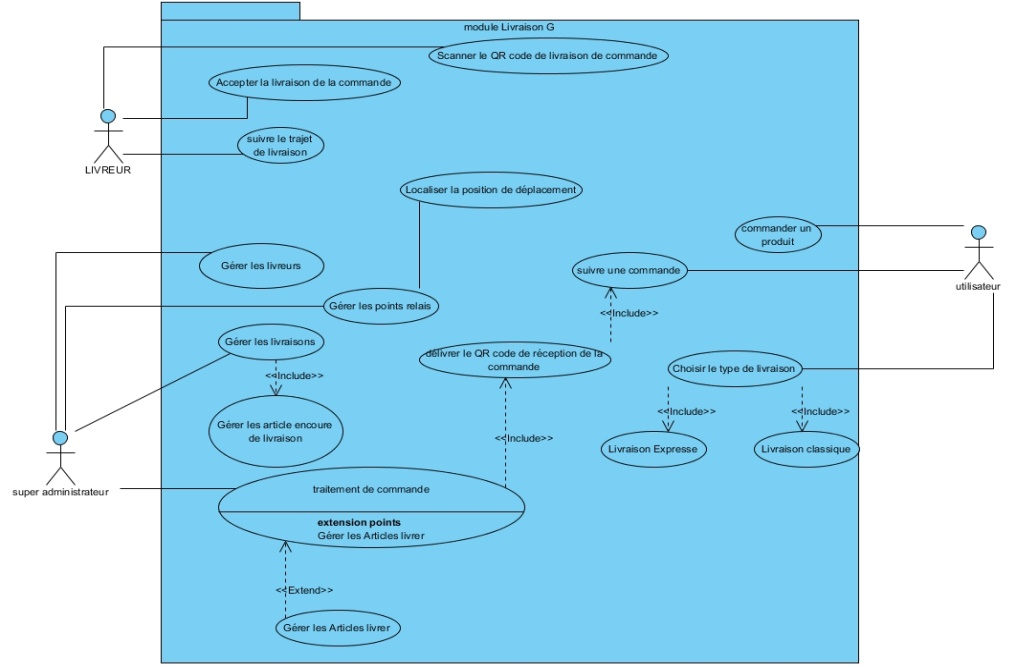 module Livraison G
Scanner le QR code de livraison de commande
Accepter la livraison de la commande
suivre le trajet
de livraison
LIVREUR
Localiser la position de déplacement
commander un
produit
utilisateur
Gérer les livreurs
suivre une commande
Gérer les points relais
<<Include>>
Gérer les livraisons
délivrer le QR code de réception de la
commande
Choisir le type de livraison
<<Include>>
<<Include>>
<<Include>>
Gérer les article encoure
de livraison
<<Include>>
Livraison Expresse
Livraison classique
super administrateur
traitement de commande
extension points
Gérer les Articles livrer
<<Extend>>
Gérer les Articles livrer